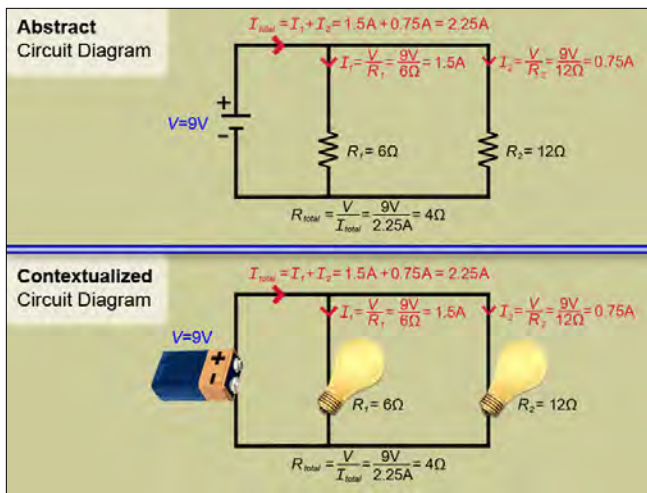 Abstract
Circuit Diagram
I_total = I_1 + I_2 = 1.5A + 0.75A = 2.25A
I_1 = V/R_1 = 9V/6Ω = 1.5A
I_2 = V/R_2 = 9V/12Ω = 0.75A
+
V=9V
−
R_1 = 6Ω
R_2 = 12Ω
R_total = V/I_total = 9V/2.25A = 4Ω
Contextualized
Circuit Diagram
I_total = I_1 + I_2 = 1.5A + 0.75A = 2.25A
I_1 = V/R_1 = 9V/6Ω = 1.5A
I_2 = V/R_2 = 9V/12Ω = 0.75A
V=9V
+
−
R_1 = 6Ω
R_2 = 12Ω
R_total = V/I_total = 9V/2.25A = 4Ω